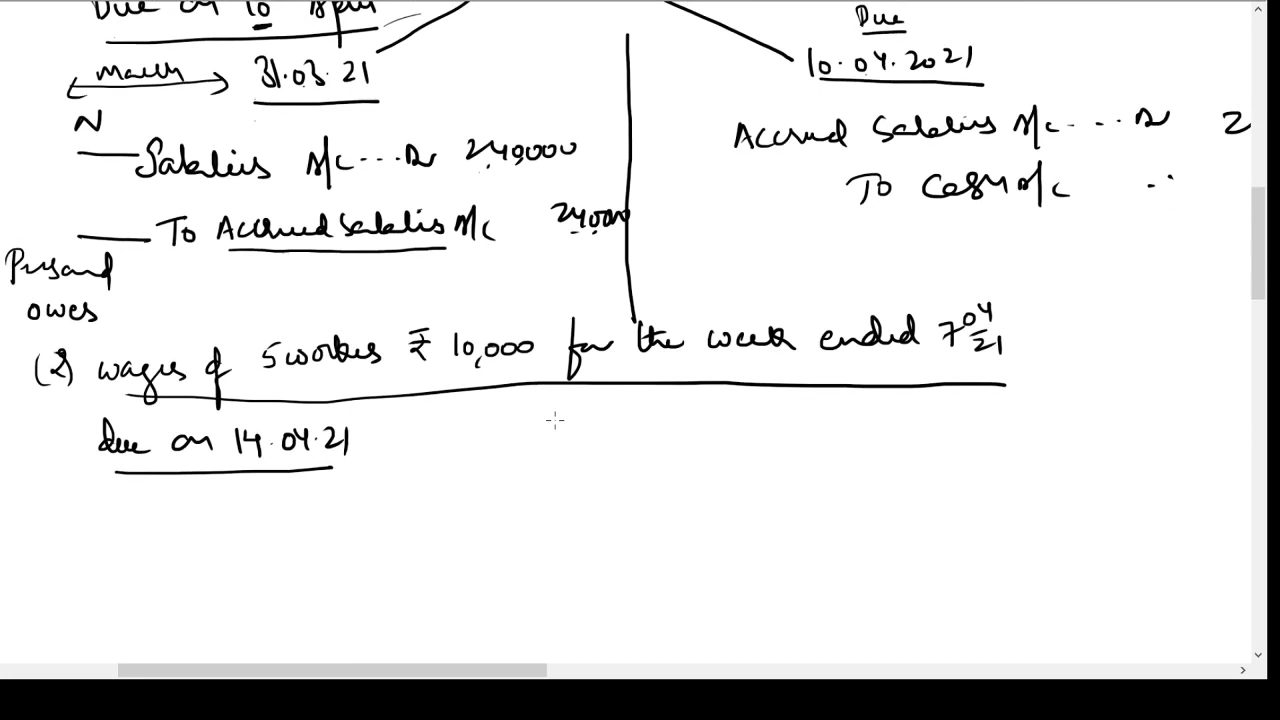 Due on 10 April
March 31.03.21
N
Salaries A/c...Dr 240000
To Accrued Salaries A/c 240000
Due
10.04.2021
Accrued Salaries A/c....Dr 2
To Cash A/c ..
owes
(2) wages of 5 workers ₹ 10,000 for the week ended 7 04 21
due on 14.04.21